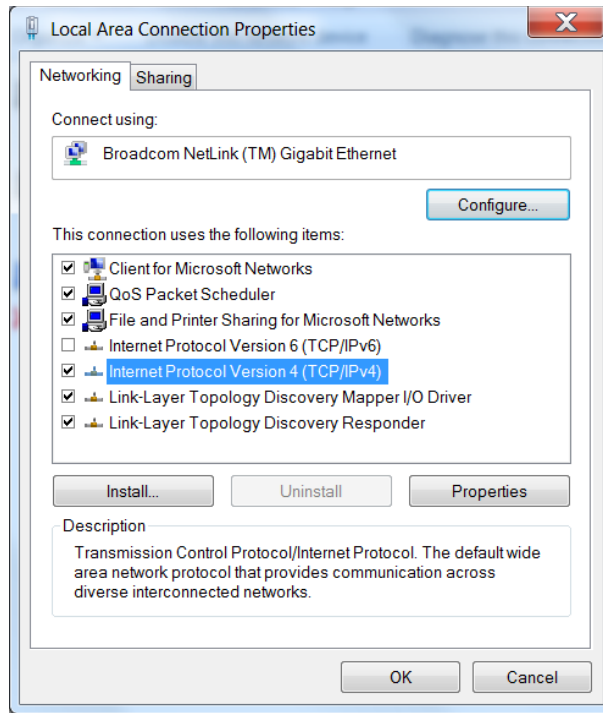 Local Area Connection Properties
Networking
Sharing
Connect using:
Broadcom NetLink (TM) Gigabit Ethernet
Configure...
This connection uses the following items:
Client for Microsoft Networks
QoS Packet Scheduler
File and Printer Sharing for Microsoft Networks
Internet Protocol Version 6 (TCP/IPv6)
Internet Protocol Version 4 (TCP/IPv4)
Link-Layer Topology Discovery Mapper I/O Driver
Link-Layer Topology Discovery Responder
Install...
Uninstall
Properties
Description
Transmission Control Protocol/Internet Protocol. The default wide
area network protocol that provides communication across
diverse interconnected networks.
OK
Cancel